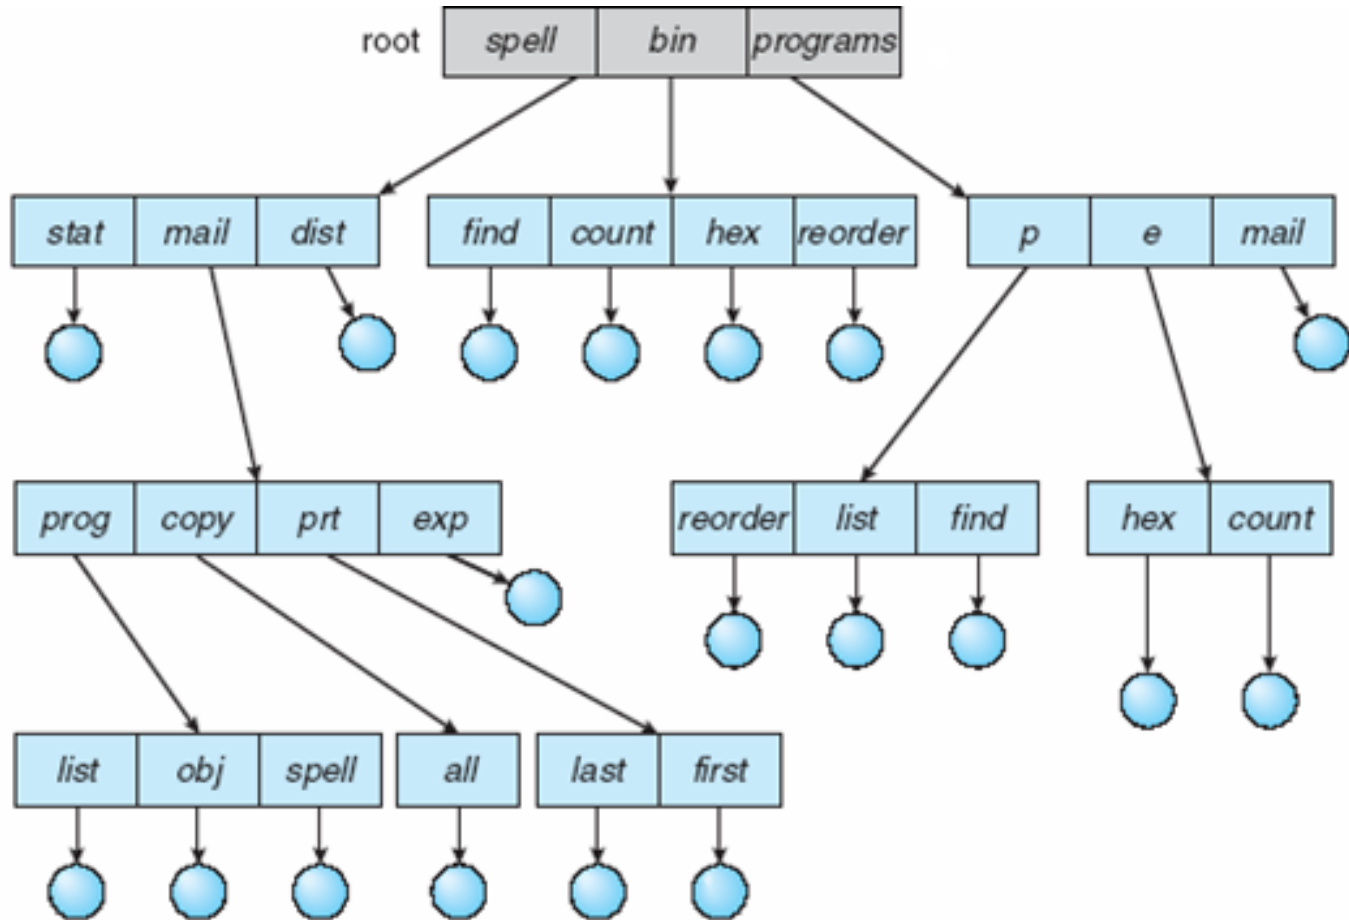 root spell bin programs
stat mail dist find count hex reorder p e mail
prog copy prt exp reorder list find hex count
list obj spell all last first